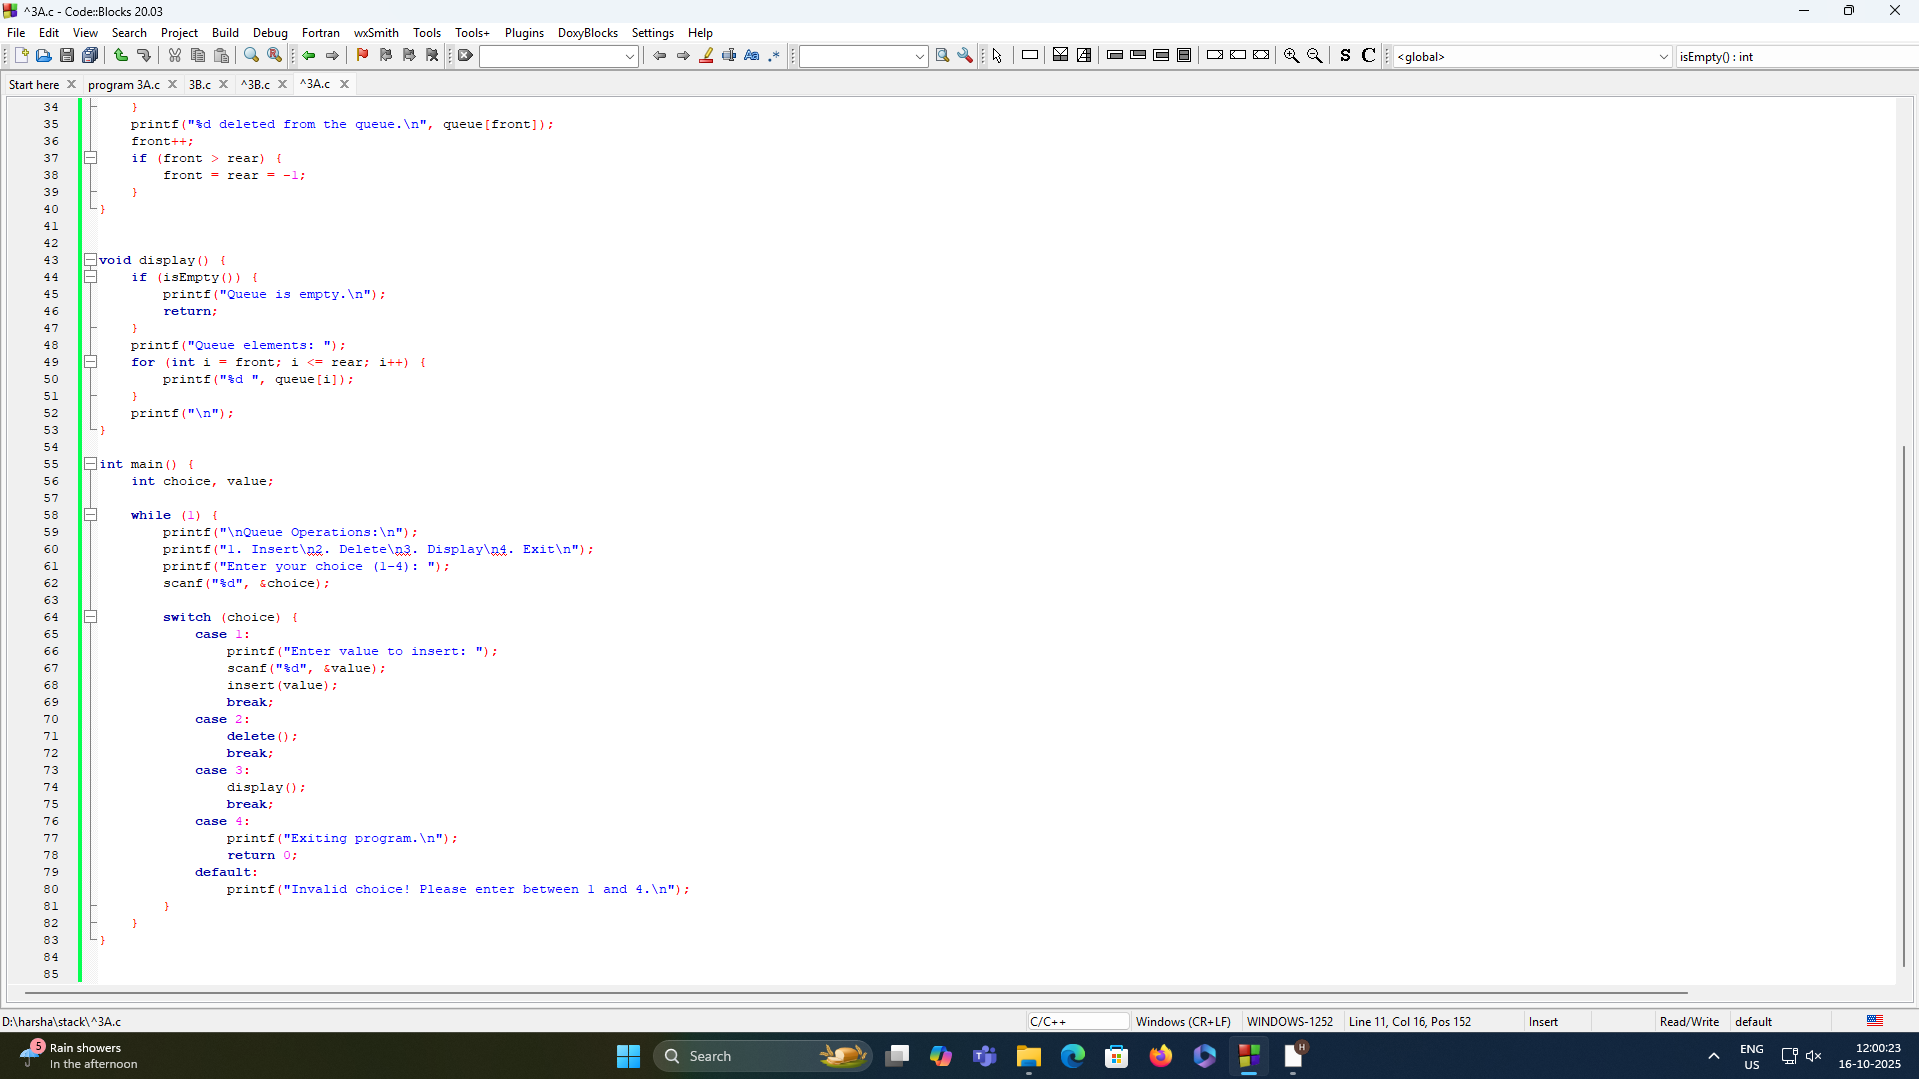 ^3A.c - Code::Blocks 20.03
File Edit View Search Project Build Debug Fortran wxSmith Tools Tools+ Plugins DoxyBlocks Settings Help
S C <global> isEmpty() : int
Start here program 3A.c 3B.c ^3B.c ^3A.c
34 }
35 printf("%d deleted from the queue.\n", queue[front]);
36 front++;
37 if (front > rear) {
38 front = rear = -1;
39 }
40 }
41
42
43 void display() {
44 if (isEmpty()) {
45 printf("Queue is empty.\n");
46 return;
47 }
48 printf("Queue elements: ");
49 for (int i = front; i <= rear; i++) {
50 printf("%d ", queue[i]);
51 }
52 printf("\n");
53 }
54
55 int main() {
56 int choice, value;
57
58 while (1) {
59 printf("\nQueue Operations:\n");
60 printf("1. Insert\n2. Delete\n3. Display\n4. Exit\n");
61 printf("Enter your choice (1-4): ");
62 scanf("%d", &choice);
63
64 switch (choice) {
65 case 1:
66 printf("Enter value to insert: ");
67 scanf("%d", &value);
68 insert(value);
69 break;
70 case 2:
71 delete();
72 break;
73 case 3:
74 display();
75 break;
76 case 4:
77 printf("Exiting program.\n");
78 return 0;
79 default:
80 printf("Invalid choice! Please enter between 1 and 4.\n");
81 }
82 }
83 }
84
85
D:\harsha\stack\^3A.c C/C++ Windows (CR+LF) WINDOWS-1252 Line 11, Col 16, Pos 152 Insert Read/Write default
5 Rain showers
In the afternoon
Search
H
ENG
US
12:00:23
16-10-2025